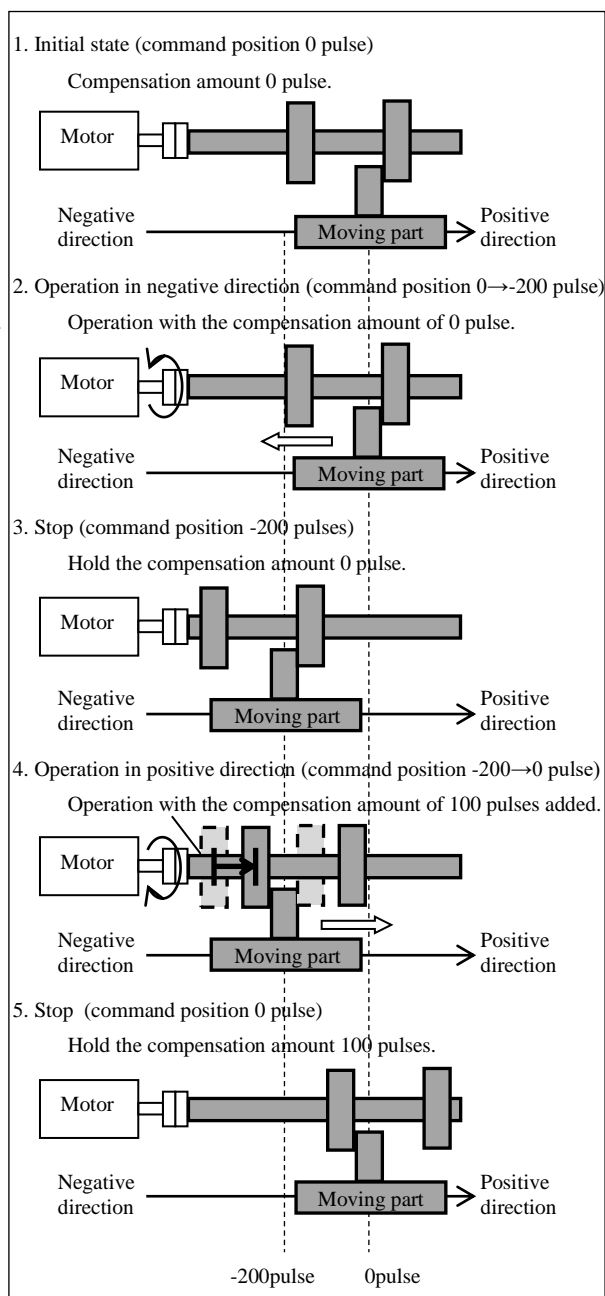 1. Initial state (command position 0 pulse)
Compensation amount 0 pulse.
Motor
Negative direction
Moving part
Positive direction
2. Operation in negative direction (command position 0→-200 pulse)
Operation with the compensation amount of 0 pulse.
Motor
Negative direction
Moving part
Positive direction
3. Stop (command position -200 pulses)
Hold the compensation amount 0 pulse.
Motor
Negative direction
Moving part
Positive direction
4. Operation in positive direction (command position -200→0 pulse)
Operation with the compensation amount of 100 pulses added.
Motor
Negative direction
Moving part
Positive direction
5. Stop (command position 0 pulse)
Hold the compensation amount 100 pulses.
Motor
Negative direction
Moving part
Positive direction
-200pulse 0pulse